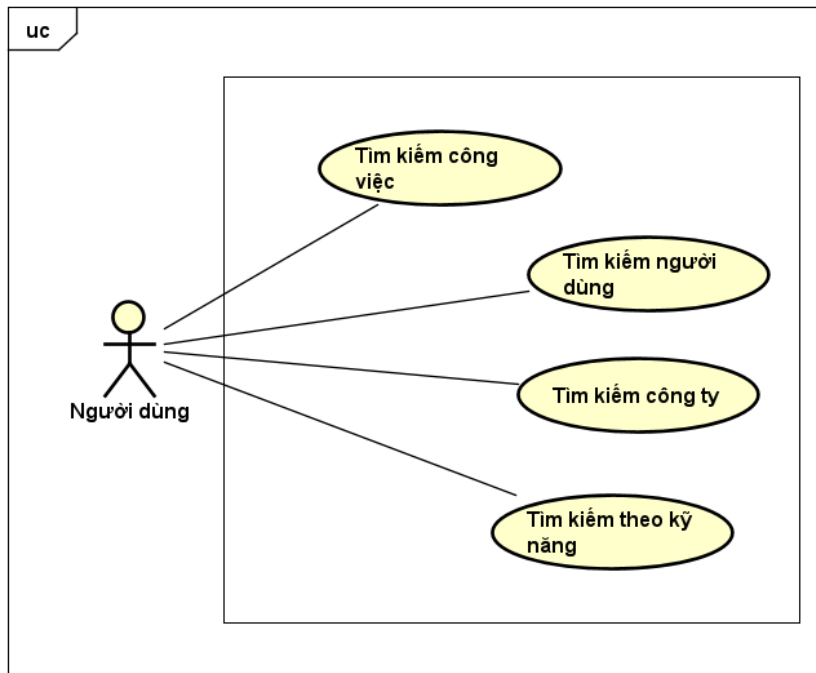 uc
Tìm kiếm công
việc
Tìm kiếm người
dùng
Người dùng
Tìm kiếm công ty
Tìm kiếm theo kỹ
năng